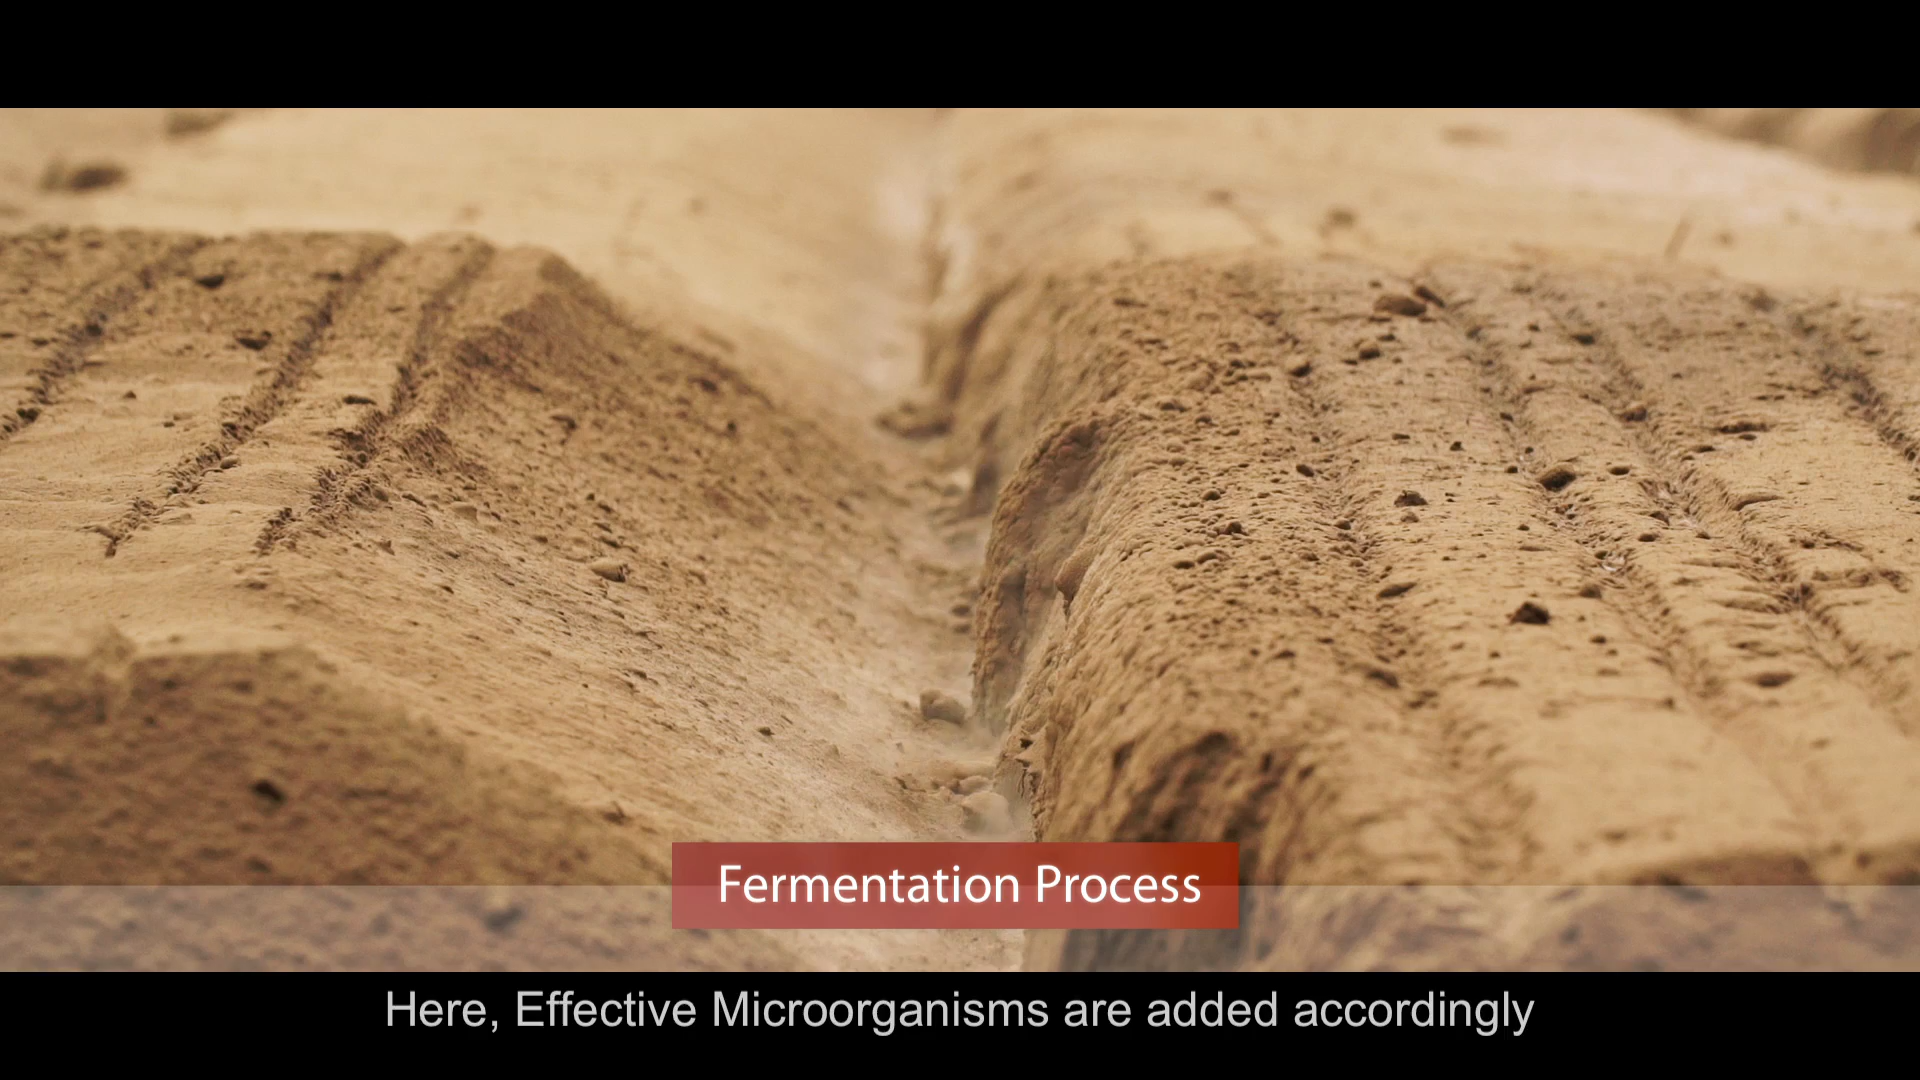 Fermentation Process
Here, Effective Microorganisms are added accordingly